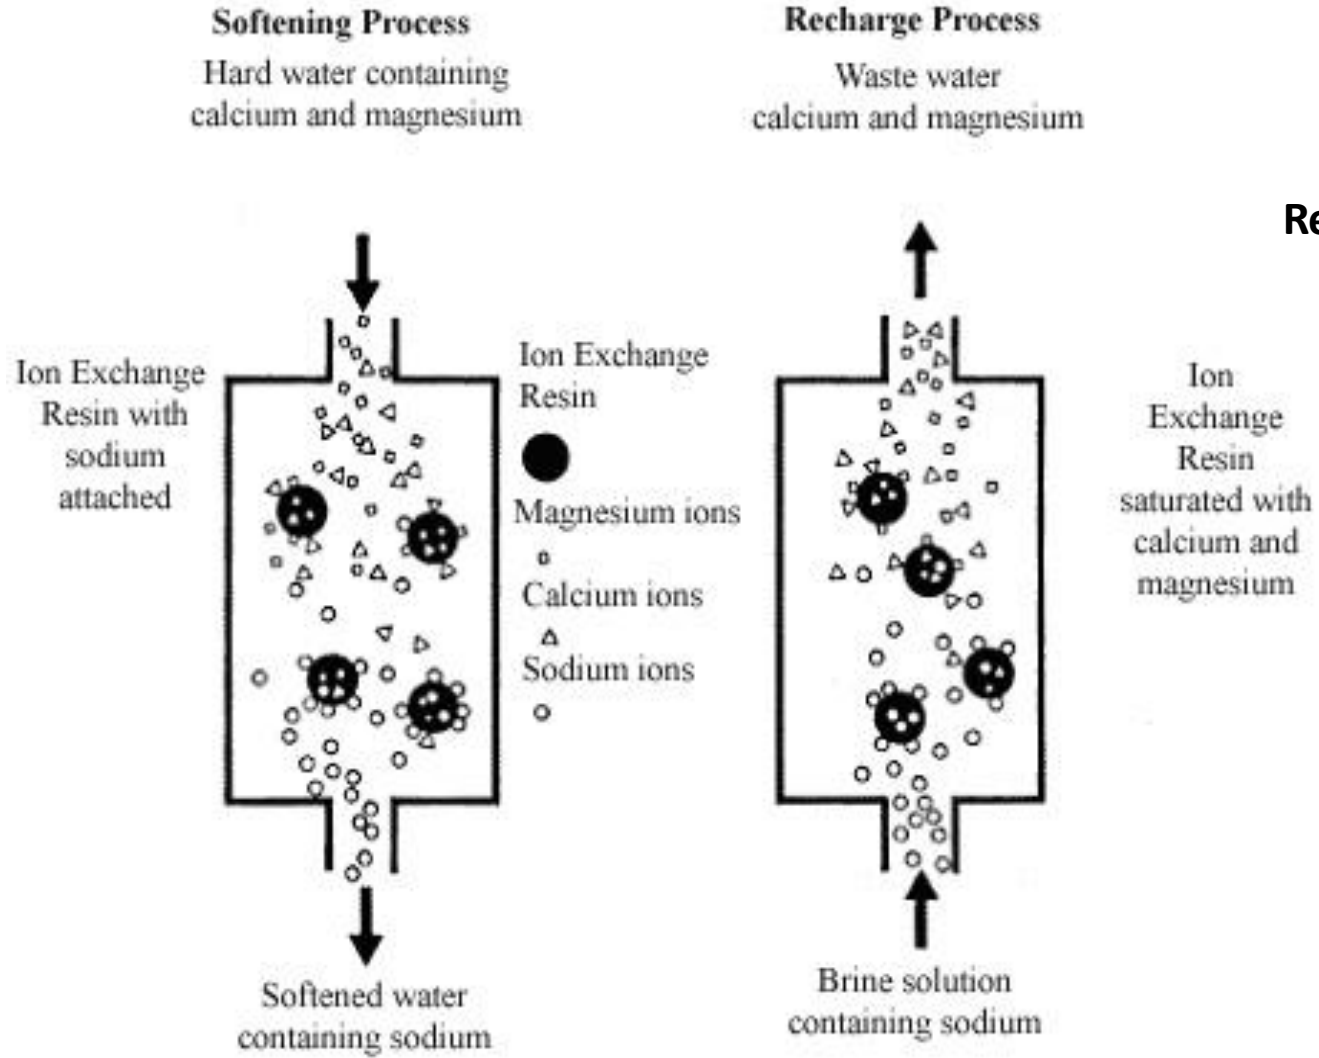 Softening Process
Hard water containing
calcium and magnesium
Recharge Process
Waste water
calcium and magnesium
Re
Ion Exchange
Resin with
sodium
attached
Ion Exchange
Resin
Magnesium ions
Calcium ions
Sodium ions
Ion
Exchange
Resin
saturated with
calcium and
magnesium
Softened water
containing sodium
Brine solution
containing sodium